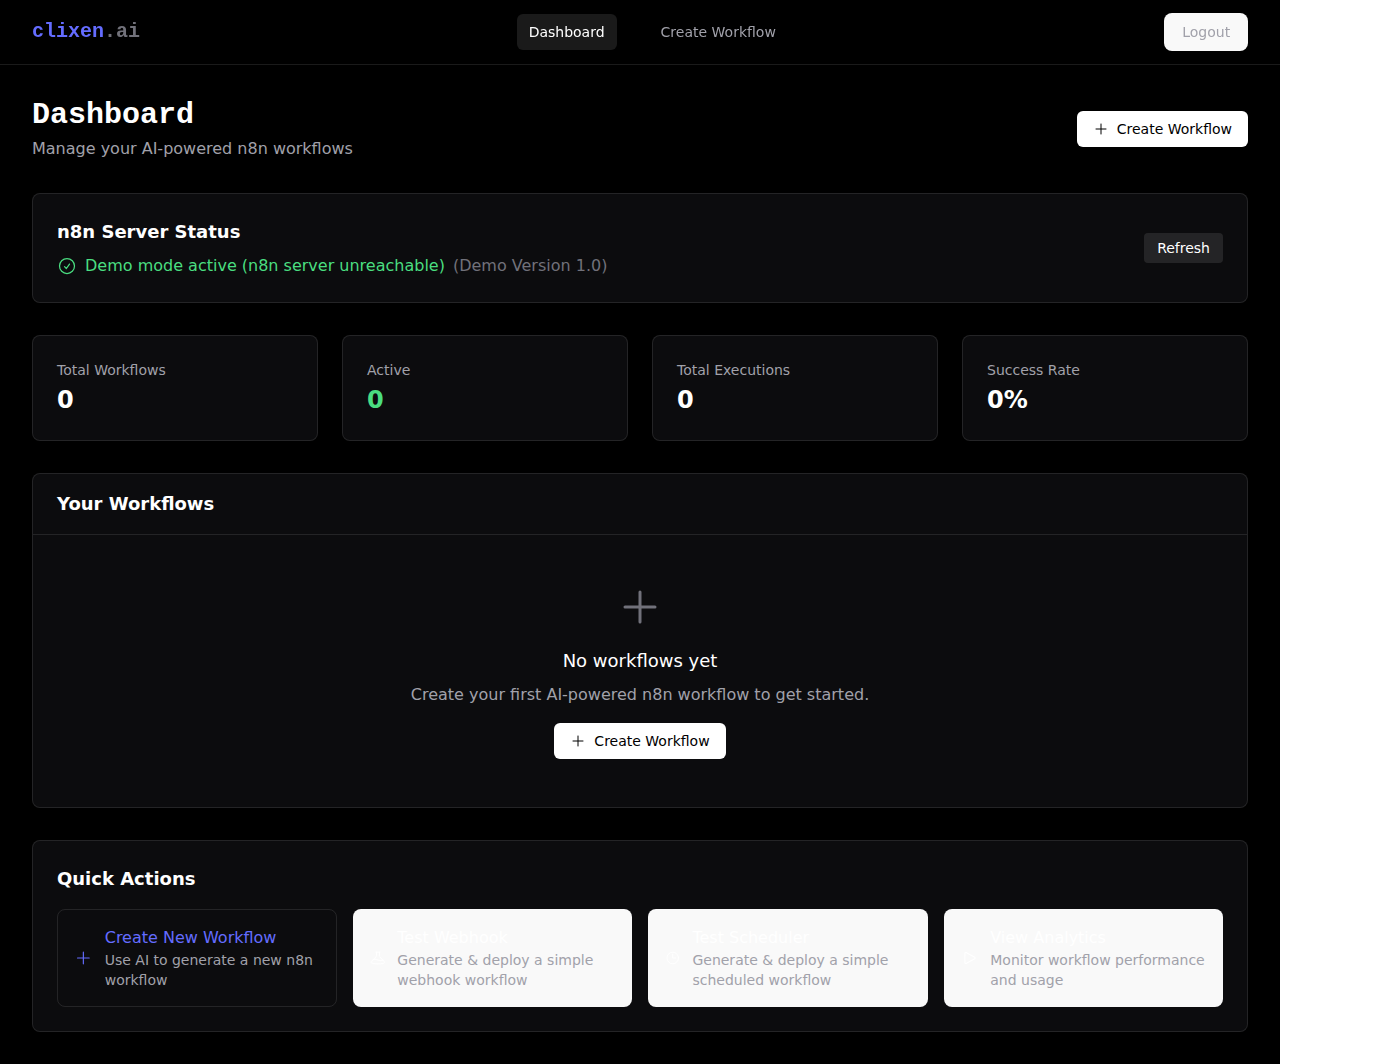 clixen.ai
Dashboard
Create Workflow
Logout
Dashboard
Manage your AI-powered n8n workflows
Create Workflow
n8n Server Status
Demo mode active (n8n server unreachable) (Demo Version 1.0)
Refresh
Total Workflows
0
Active
0
Total Executions
0
Success Rate
0%
Your Workflows
No workflows yet
Create your first AI-powered n8n workflow to get started.
Create Workflow
Quick Actions
Create New Workflow
Use AI to generate a new n8n
workflow
Test Webhook
Generate & deploy a simple
webhook workflow
Test Scheduler
Generate & deploy a simple
scheduled workflow
View Analytics
Monitor workflow performance
and usage